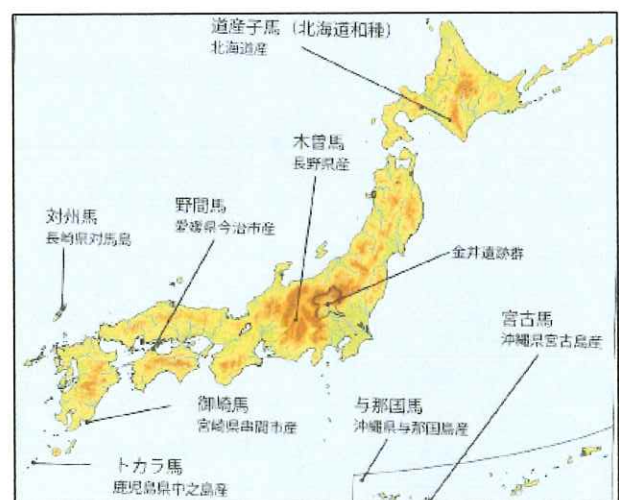 道産子馬（北海道和種）
北海道産
木曽馬
長野県産
野間馬
愛媛県今治市産
対州馬
長崎県対馬島
金井遺跡群
宮古馬
沖縄県宮古島産
御崎馬
宮崎県串間市産
与那国馬
沖縄県与那国島産
トカラ馬
鹿児島県中之島産